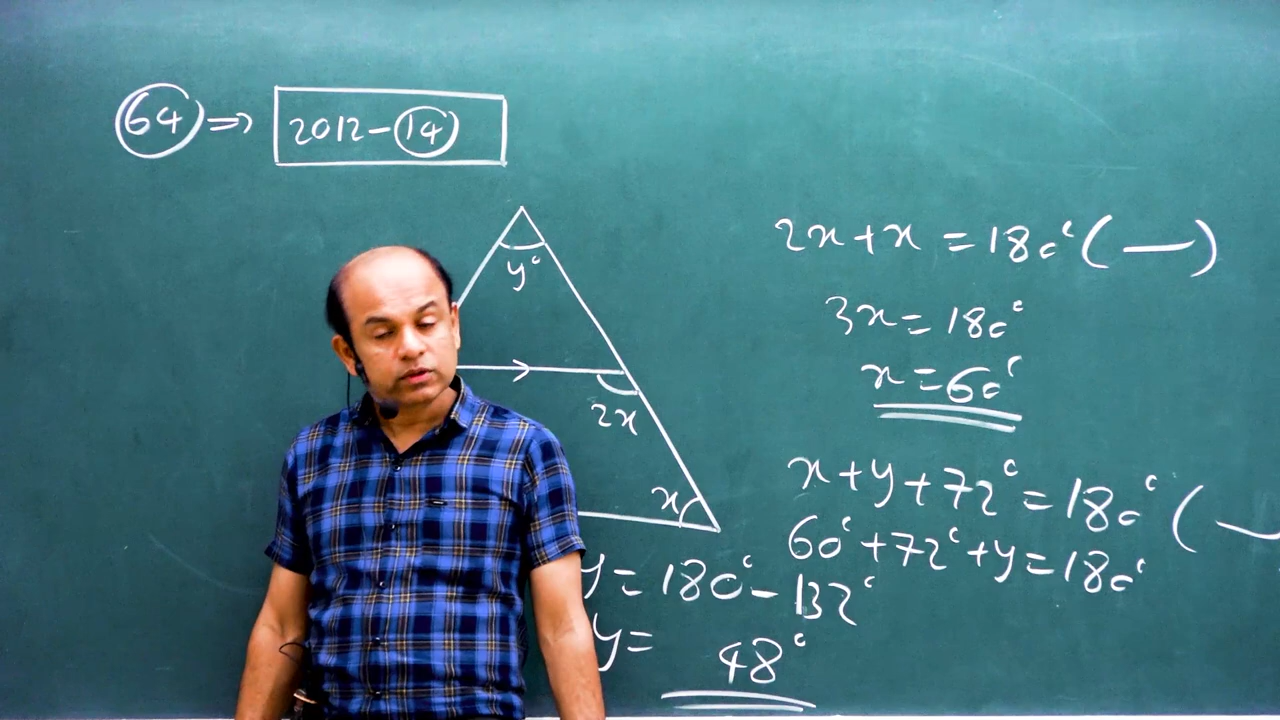 64 ⇒ 2012-14
y°
2x
x
2x+x = 180° ( — )
3x = 180°
x = 60°
x+y+72° = 180° (
60°+72°+y=180°
y = 180° - 132°
y = 48°